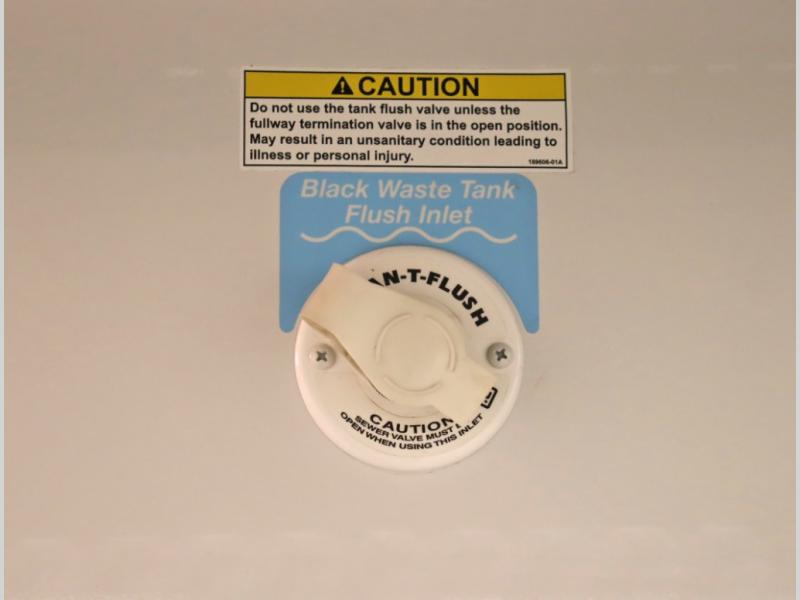 CAUTION
Do not use the tank flush valve unless the
fullway termination valve is in the open position.
May result in an unsanitary condition leading to
illness or personal injury.
189606-01A
Black Waste Tank
Flush Inlet
AN-T-FLUSH
CAUTION
SEWER VALVE MUST
OPEN WHEN USING THIS INLET